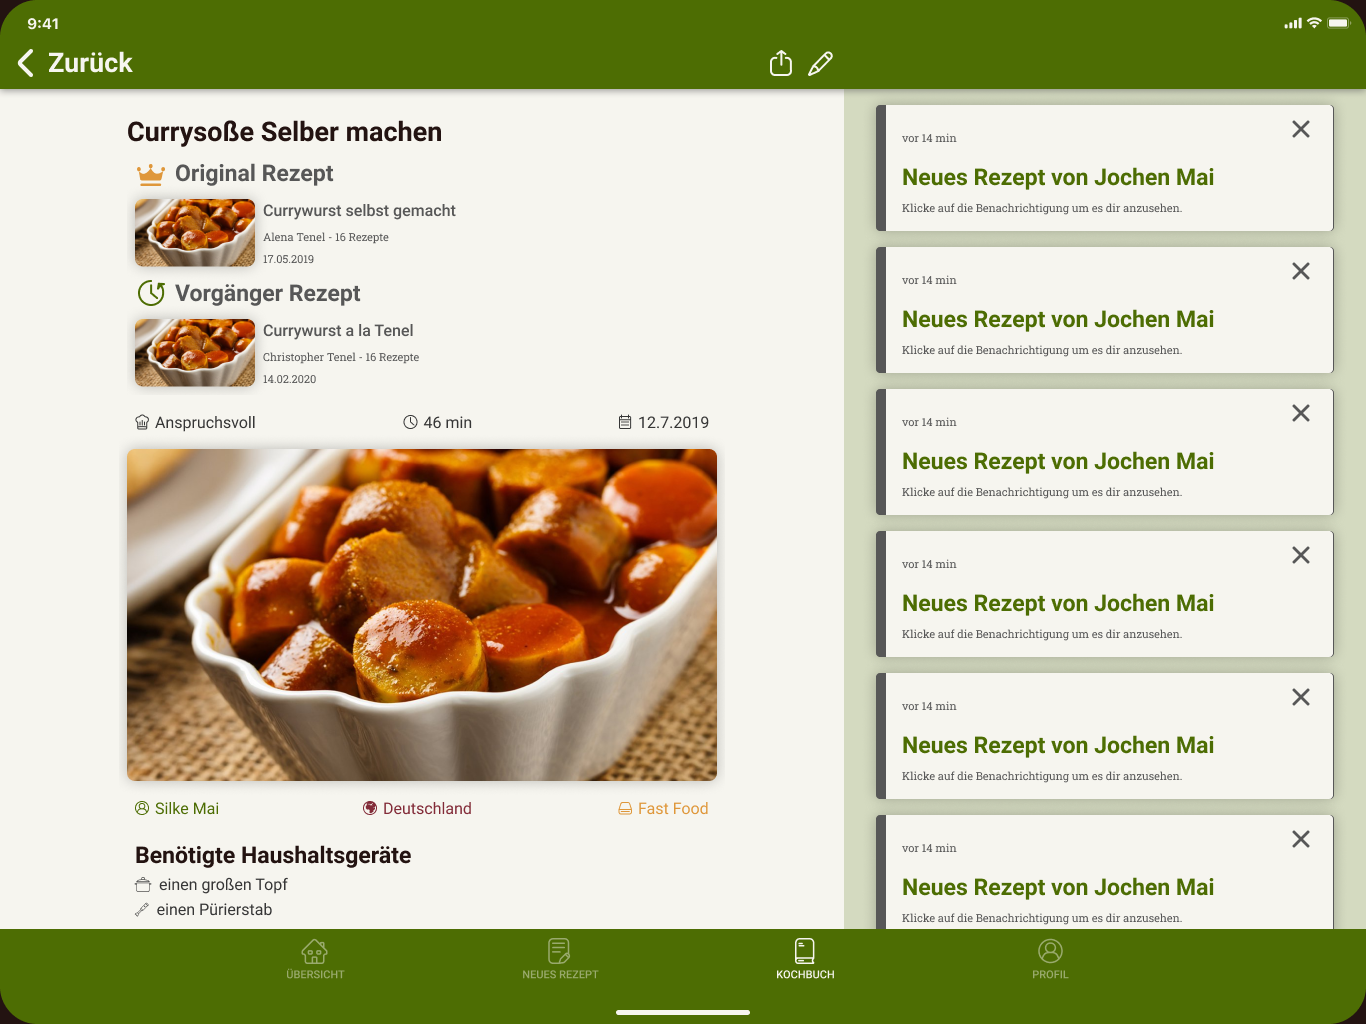 9:41
Zurück
Currysoße Selber machen
Original Rezept
Currywurst selbst gemacht
Alena Tenel - 16 Rezepte
17.05.2019
Vorgänger Rezept
Currywurst a la Tenel
Christopher Tenel - 16 Rezepte
14.02.2020
Anspruchsvoll
46 min
12.7.2019
Silke Mai
Deutschland
Fast Food
Benötigte Haushaltsgeräte
einen großen Topf
einen Pürierstab
vor 14 min
Neues Rezept von Jochen Mai
Klicke auf die Benachrichtigung um es dir anzusehen.
vor 14 min
Neues Rezept von Jochen Mai
Klicke auf die Benachrichtigung um es dir anzusehen.
vor 14 min
Neues Rezept von Jochen Mai
Klicke auf die Benachrichtigung um es dir anzusehen.
vor 14 min
Neues Rezept von Jochen Mai
Klicke auf die Benachrichtigung um es dir anzusehen.
vor 14 min
Neues Rezept von Jochen Mai
Klicke auf die Benachrichtigung um es dir anzusehen.
vor 14 min
Neues Rezept von Jochen Mai
Klicke auf die Benachrichtigung um es dir anzusehen.
ÜBERSICHT
NEUES REZEPT
KOCHBUCH
PROFIL